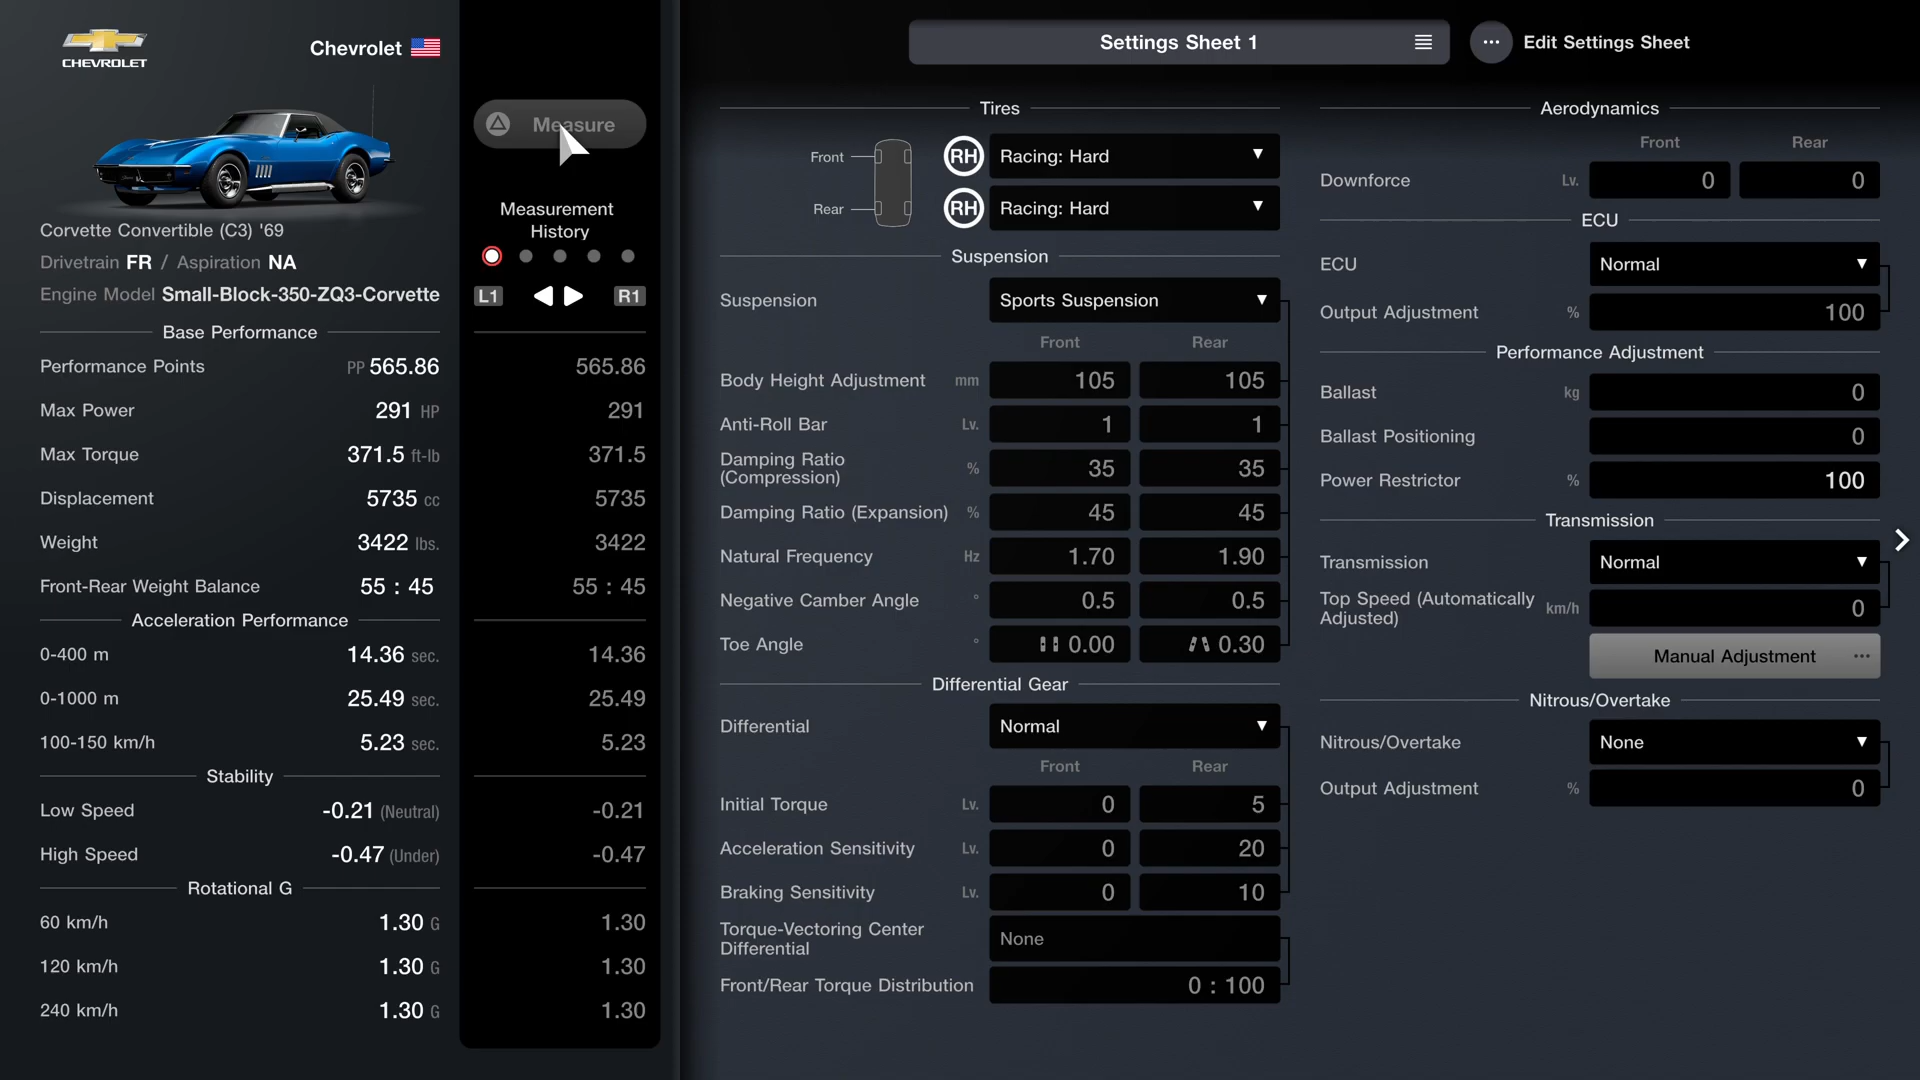 CHEVROLET
Chevrolet
Corvette Convertible (C3) '69
Drivetrain FR / Aspiration NA
Engine Model Small-Block-350-ZQ3-Corvette
Base Performance
Performance Points PP 565.86
Max Power 291 HP
Max Torque 371.5 ft-lb
Displacement 5735 cc
Weight 3422 lbs.
Front-Rear Weight Balance 55 : 45
Acceleration Performance
0-400 m 14.36 sec.
0-1000 m 25.49 sec.
100-150 km/h 5.23 sec.
Stability
Low Speed -0.21 (Neutral)
High Speed -0.47 (Under)
Rotational G
60 km/h 1.30 G
120 km/h 1.30 G
240 km/h 1.30 G
Measure
Measurement
History
L1 R1
565.86
291
371.5
5735
3422
55 : 45
14.36
25.49
5.23
-0.21
-0.47
1.30
1.30
1.30
Settings Sheet 1
Edit Settings Sheet
Tires
Front RH Racing: Hard
Rear RH Racing: Hard
Suspension
Suspension Sports Suspension
Front Rear
Body Height Adjustment mm 105 105
Anti-Roll Bar Lv. 1 1
Damping Ratio
(Compression) % 35 35
Damping Ratio (Expansion) % 45 45
Natural Frequency Hz 1.70 1.90
Negative Camber Angle ° 0.5 0.5
Toe Angle ° 0.00 0.30
Differential Gear
Differential Normal
Front Rear
Initial Torque Lv. 0 5
Acceleration Sensitivity Lv. 0 20
Braking Sensitivity Lv. 0 10
Torque-Vectoring Center
Differential None
Front/Rear Torque Distribution 0 : 100
Aerodynamics
Front Rear
Downforce Lv. 0 0
ECU
ECU Normal
Output Adjustment % 100
Performance Adjustment
Ballast kg 0
Ballast Positioning 0
Power Restrictor % 100
Transmission
Transmission Normal
Top Speed (Automatically
Adjusted) km/h 0
Manual Adjustment
Nitrous/Overtake
Nitrous/Overtake None
Output Adjustment % 0